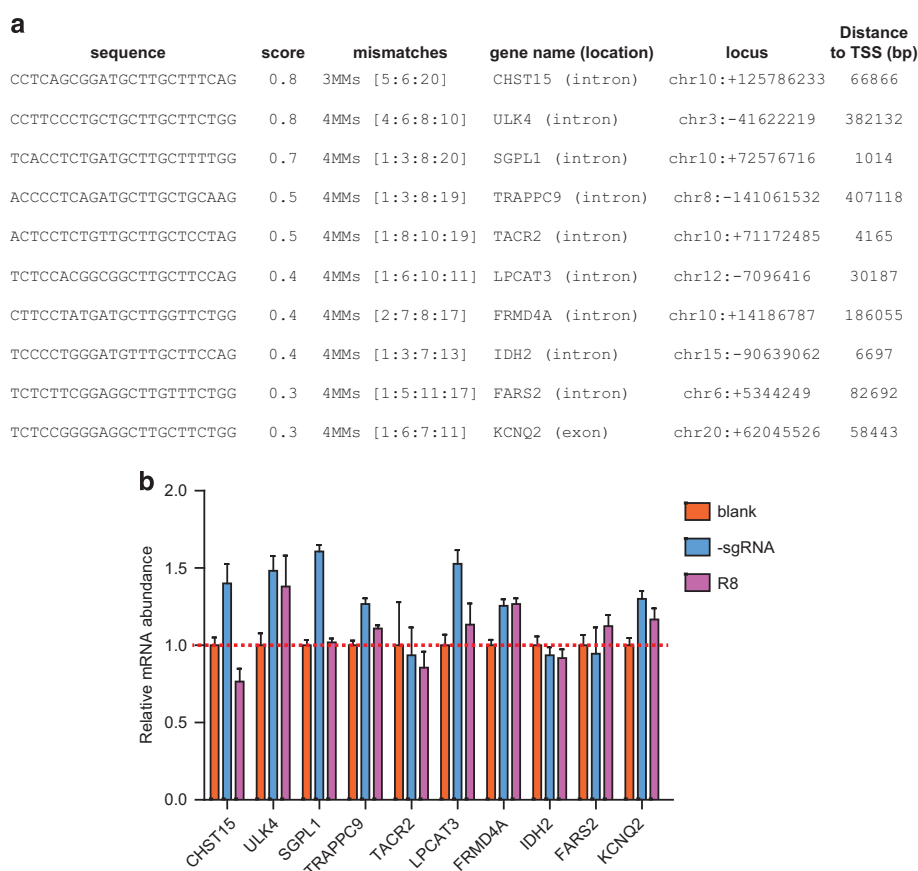 a
sequence score mismatches gene name (location) locus Distance to TSS (bp)
CCTCAGCGGATGCTTGCTTTCAG 0.8 3MMs [5:6:20] CHST15 (intron) chr10:+125786233 66866
CCTTCCCTGCTGCTTGCTTCTGG 0.8 4MMs [4:6:8:10] ULK4 (intron) chr3:-41622219 382132
TCACCTCTGATGCTTGCTTTTGG 0.7 4MMs [1:3:8:20] SGPL1 (intron) chr10:+72576716 1014
ACCCCTCAGATGCTTGCTGCAAG 0.5 4MMs [1:3:8:19] TRAPPC9 (intron) chr8:-141061532 407118
ACTCCTCTGTTGCTTGCTCCTAG 0.5 4MMs [1:8:10:19] TACR2 (intron) chr10:+71172485 4165
TCTCCACGGCGGCTTGCTTCCAG 0.4 4MMs [1:6:10:11] LPCAT3 (intron) chr12:-7096416 30187
CTTCCTATGATGCTTGGTTCTGG 0.4 4MMs [2:7:8:17] FRMD4A (intron) chr10:+14186787 186055
TCCCCTGGGATGTTTGCTTCCAG 0.4 4MMs [1:3:7:13] IDH2 (intron) chr15:-90639062 6697
TCTCTTCGGAGGCTTGTTTCTGG 0.3 4MMs [1:5:11:17] FARS2 (intron) chr6:+5344249 82692
TCTCCGGGGAGGCTTGCTTCTGG 0.3 4MMs [1:6:7:11] KCNQ2 (exon) chr20:+62045526 58443
b
Relative mRNA abundance
2.0
1.5
1.0
0.5
0.0
blank
-sgRNA
R8
CHST15
ULK4
SGPL1
TRAPPC9
TACR2
LPCAT3
FRMD4A
IDH2
FARS2
KCNQ2